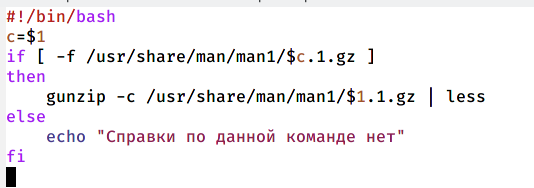 #!/bin/bash
c=$1
if [ -f /usr/share/man/man1/$c.1.gz ]
then
    gunzip -c /usr/share/man/man1/$1.1.gz | less
else
    echo "Справки по данной команде нет"
fi